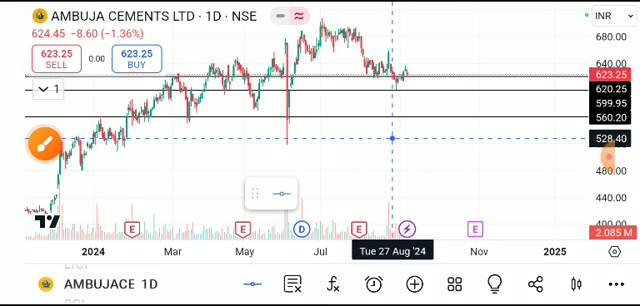 AMBUJA CEMENTS LTD · 1D · NSE
INR
624.45 −8.60 (−1.36%)
623.25
SELL
0.00
623.25
BUY
1
680.00
640.00
623.25
620.25
599.95
560.20
528.40
480.00
440.00
400.00
2.085 M
E
E
D
E
E
2024
Mar
May
Jul
Tue 27 Aug '24
Nov
2025
AMBUJACE 1D